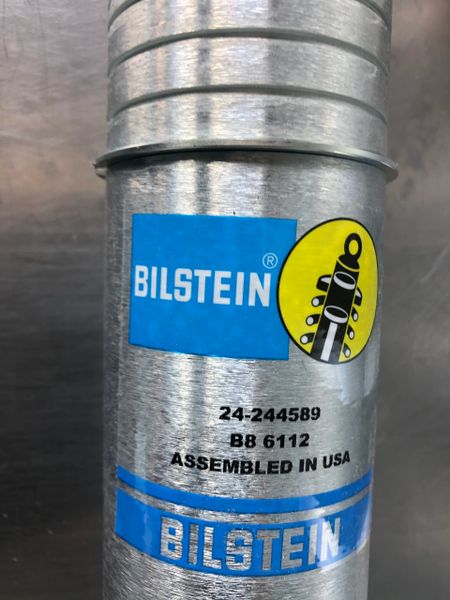 BILSTEIN®
24-244589
B8 6112
ASSEMBLED IN USA
BILSTEIN